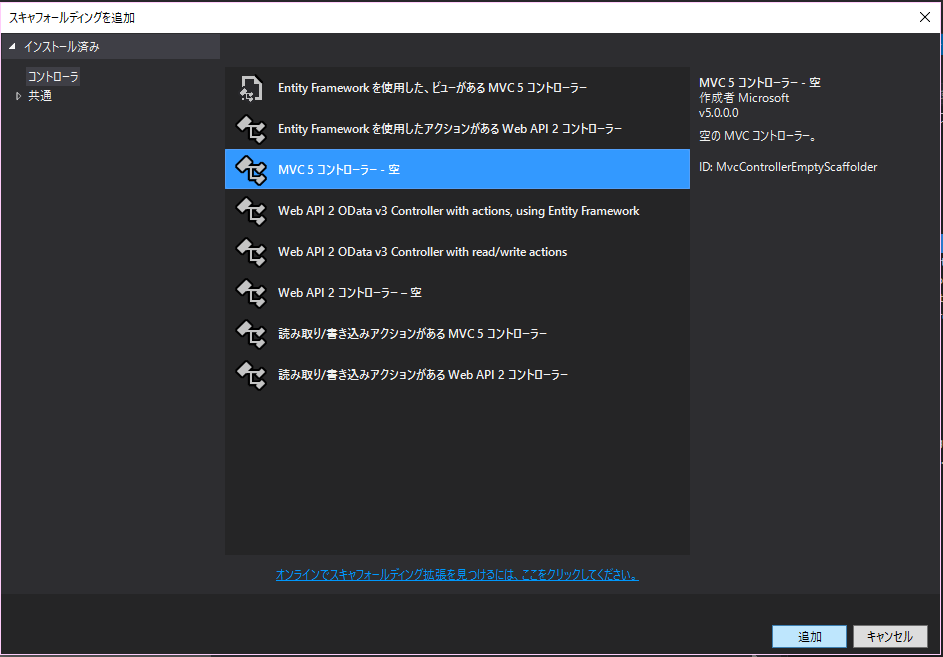 スキャフォールディングを追加
インストール済み
コントローラ
共通
Entity Framework を使用した、ビューがある MVC 5 コントローラー
Entity Framework を使用したアクションがある Web API 2 コントローラー
MVC 5 コントローラー - 空
Web API 2 OData v3 Controller with actions, using Entity Framework
Web API 2 OData v3 Controller with read/write actions
Web API 2 コントローラー – 空
読み取り/書き込みアクションがある MVC 5 コントローラー
読み取り/書き込みアクションがある Web API 2 コントローラー
MVC 5 コントローラー - 空
作成者 Microsoft
v5.0.0.0
空の MVC コントローラー。
ID: MvcControllerEmptyScaffolder
オンラインでスキャフォールディング拡張を見つけるには、ここをクリックしてください。
追加
キャンセル